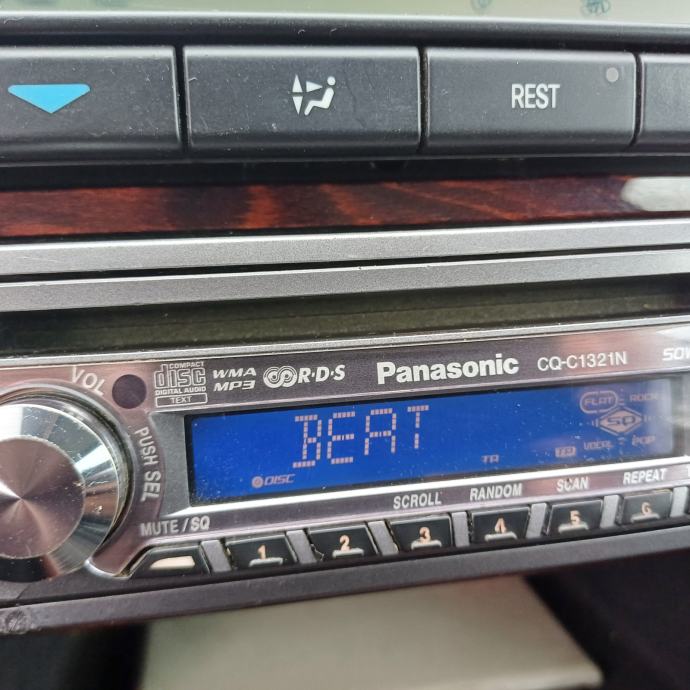 REST
VOL
COMPACT
disc
DIGITAL AUDIO
TEXT
WMA
MP3
R·D·S
Panasonic
CQ-C1321N
PUSH SEL
BEAT
FLAT
ROCK
SQ
VOCAL
POP
TA
TP
DISC
MUTE / SQ
SCROLL
RANDOM
SCAN
REPEAT
1
2
3
4
5
6